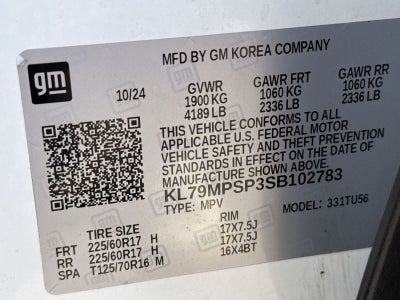 MFD BY GM KOREA COMPANY
gm
10/24
GVWR GAWR FRT GAWR RR
1900 KG 1060 KG 1060 KG
4189 LB 2336 LB 2336 LB
THIS VEHICLE CONFORMS TO ALL
APPLICABLE U.S. FEDERAL MOTOR
VEHICLE SAFETY AND THEFT PREVENTION
STANDARDS IN EFFECT ON THE DATE OF
MANUFACTURE SHOWN ABOVE.
KL79MPSP3SB102783
TYPE: MPV MODEL: 331TU56
TIRE SIZE RIM
FRT 225/60R17 H 17X7.5J
RR 225/60R17 H 17X7.5J
SPA T125/70R16 M 16X4BT